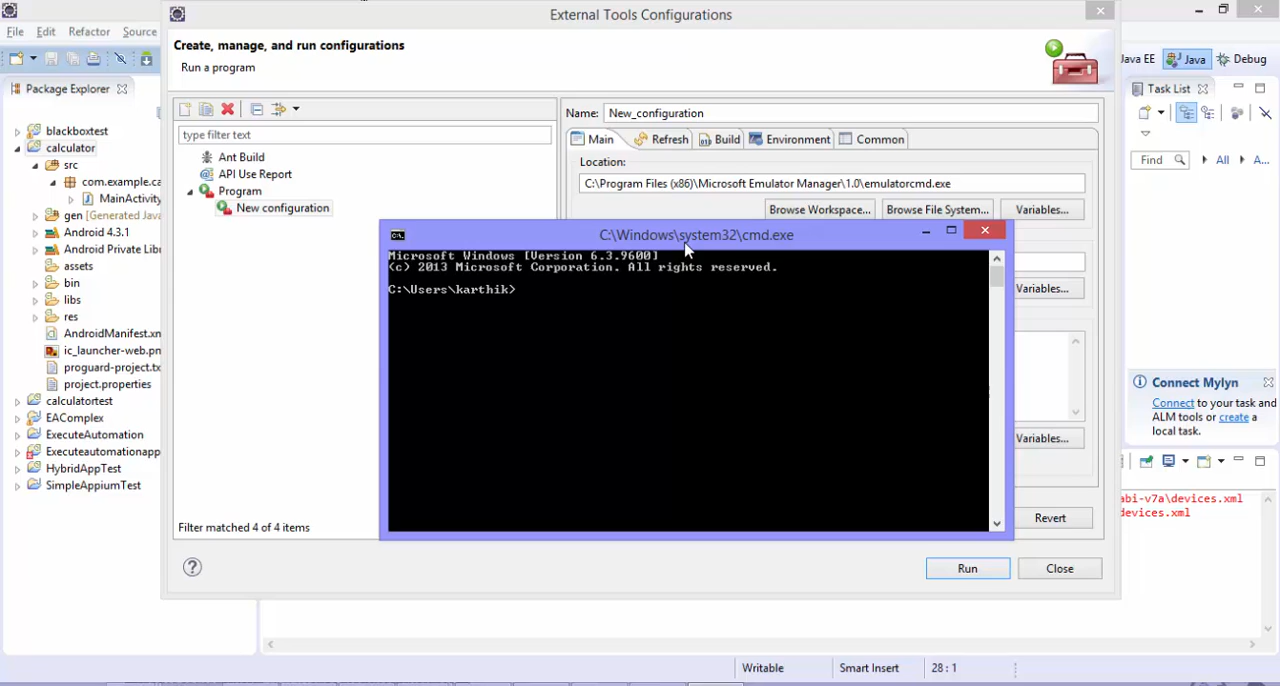 External Tools Configurations
File Edit Refactor Source
Create, manage, and run configurations
Run a program
Java EE Java Debug
Package Explorer
Task List
type filter text
Name: New_configuration
Main Refresh Build Environment Common
Location:
C:\Program Files (x86)\Microsoft Emulator Manager\1.0\emulatorcmd.exe
Browse Workspace... Browse File System... Variables...
Ant Build
API Use Report
Program
New configuration
Find All A...
blackboxtest
calculator
src
com.example.ca
MainActivity
gen [Generated Java
Android 4.3.1
Android Private Lib
assets
bin
libs
res
AndroidManifest.xm
ic_launcher-web.pn
proguard-project.tx
project.properties
calculatortest
EAComplex
ExecuteAutomation
Executeautomationapp
HybridAppTest
SimpleAppiumTest
C:\Windows\system32\cmd.exe
Microsoft Windows [Version 6.3.9600]
(c) 2013 Microsoft Corporation. All rights reserved.
C:\Users\karthik>
Variables...
Variables...
Connect Mylyn
Connect to your task and
ALM tools or create a
local task.
Filter matched 4 of 4 items
Revert
Run Close
abi-v7a\devices.xml
devices.xml
Writable Smart Insert 28 : 1